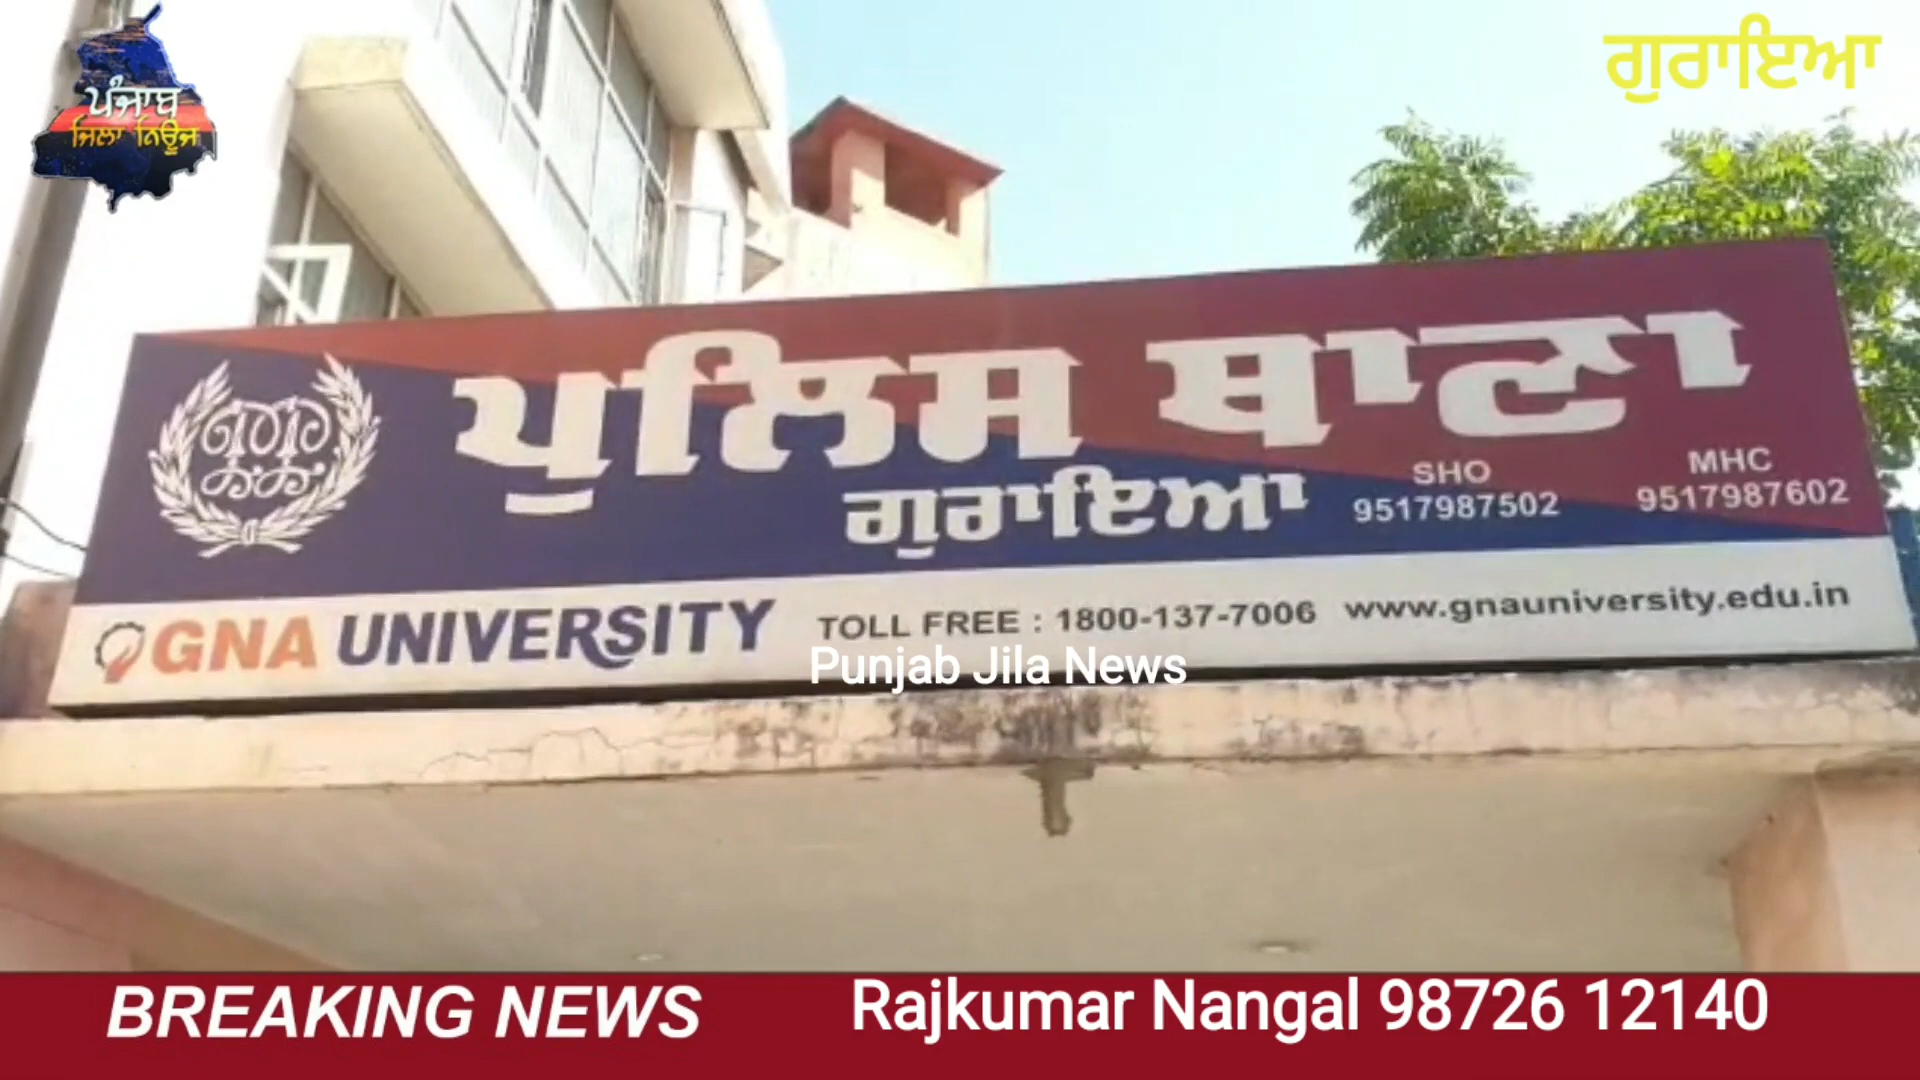 ਪੰਜਾਬ
ਜਿਲਾ ਨਿਊਜ
ਗੁਰਾਇਆ
ਪੁਲਿਸ ਥਾਣਾ
ਗੁਰਾਇਆ
SHO
9517987502
MHC
9517987602
GNA UNIVERSITY TOLL FREE : 1800-137-7006 www.gnauniversity.edu.in
Punjab Jila News
BREAKING NEWS Rajkumar Nangal 98726 12140